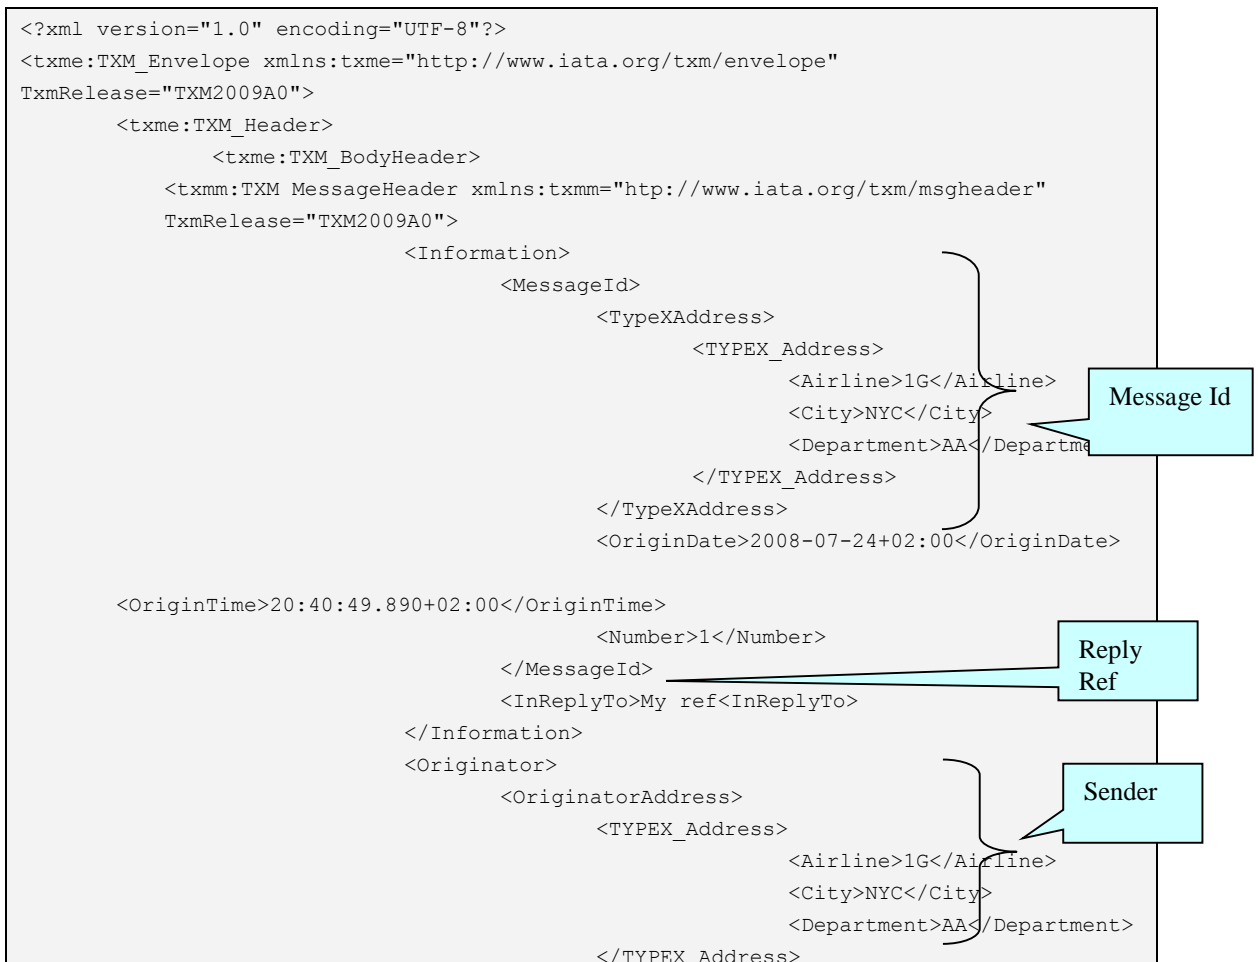 <?xml version="1.0" encoding="UTF-8"?>
<txme:TXM_Envelope xmlns:txme="http://www.iata.org/txm/envelope"
TxmRelease="TXM2009A0">
<txme:TXM_Header>
<txme:TXM_BodyHeader>
<txmm:TXM MessageHeader xmlns:txmm="htp://www.iata.org/txm/msgheader"
TxmRelease="TXM2009A0">
<Information>
<MessageId>
<TypeXAddress>
<TYPEX_Address>
<Airline>1G</Airline>
<City>NYC</City>
<Department>AA</Departme
</TYPEX_Address>
</TypeXAddress>
<OriginDate>2008-07-24+02:00</OriginDate>
<OriginTime>20:40:49.890+02:00</OriginTime>
<Number>1</Number>
</MessageId>
<InReplyTo>My ref<InReplyTo>
</Information>
<Originator>
<OriginatorAddress>
<TYPEX_Address>
<Airline>1G</Airline>
<City>NYC</City>
<Department>AA</Department>
</TYPEX_Address>
Message Id
Reply
Ref
Sender